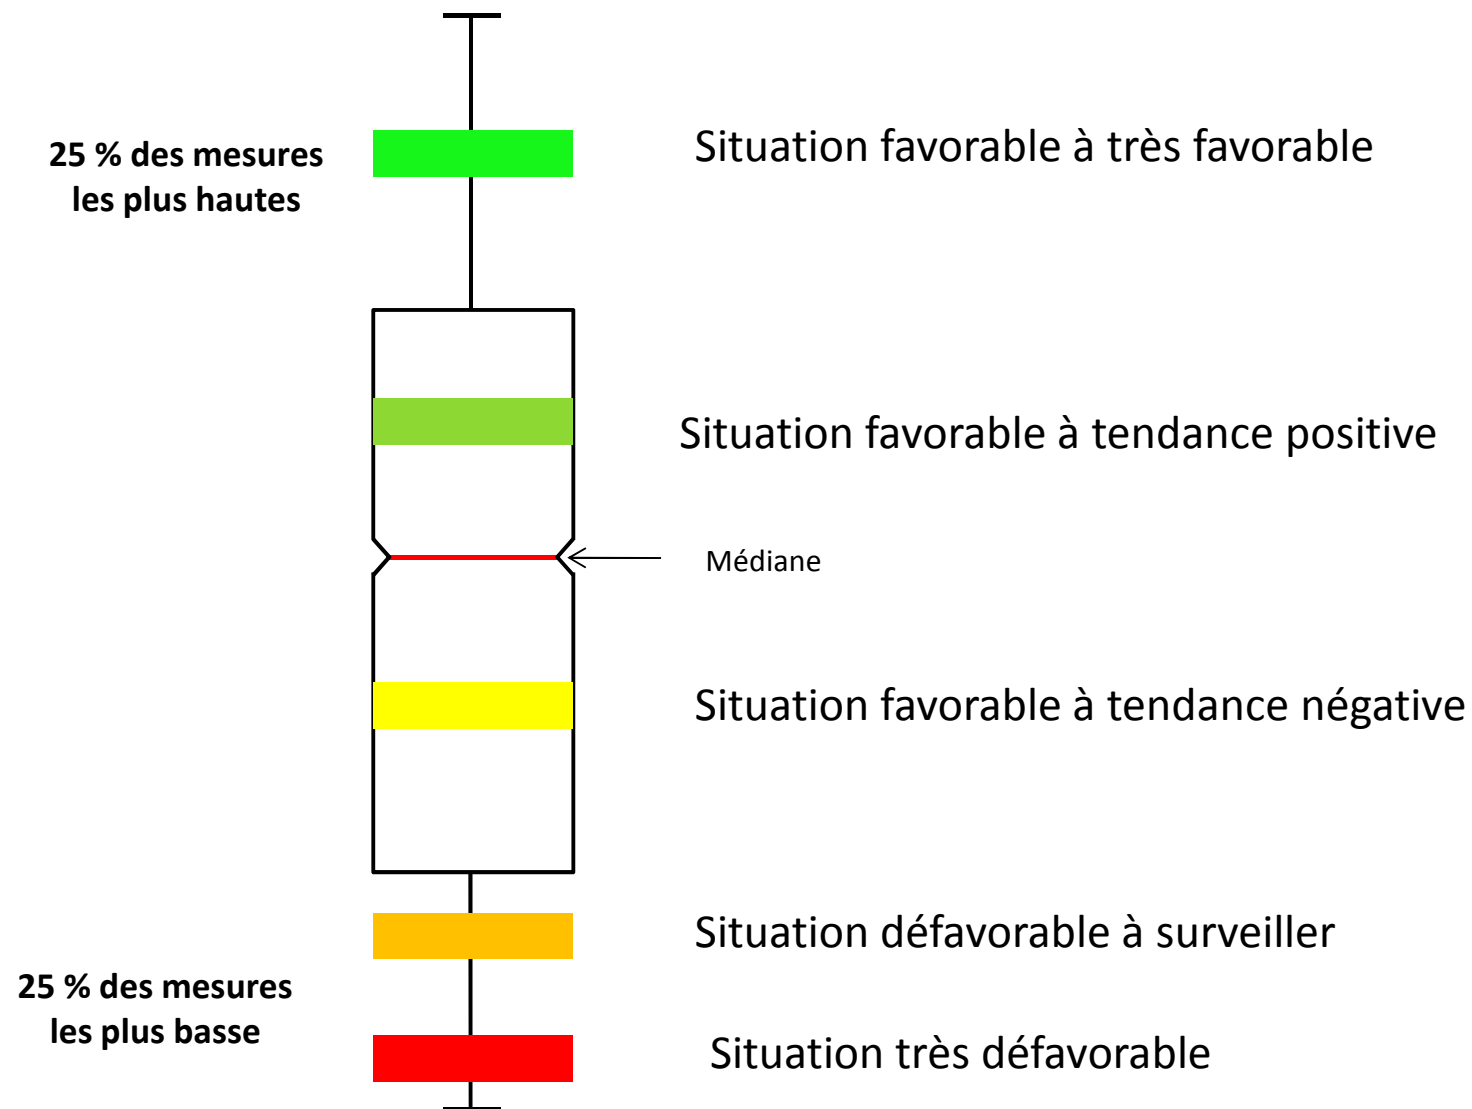 25 % des mesures
les plus hautes
Situation favorable à très favorable
Situation favorable à tendance positive
Médiane
Situation favorable à tendance négative
Situation défavorable à surveiller
25 % des mesures
les plus basse
Situation très défavorable